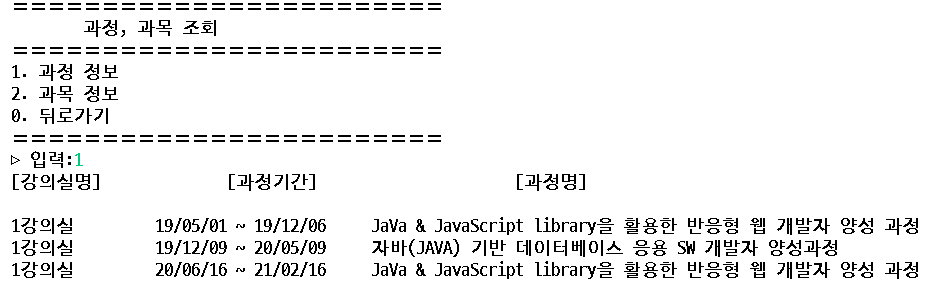 ========================
과정, 과목 조회
========================
1. 과정 정보
2. 과목 정보
0. 뒤로가기
========================
▷ 입력:1
[강의실명] [과정기간] [과정명]
1강의실 19/05/01 ~ 19/12/06 JaVa & JavaScript library을 활용한 반응형 웹 개발자 양성 과정
1강의실 19/12/09 ~ 20/05/09 자바(JAVA) 기반 데이터베이스 응용 SW 개발자 양성과정
1강의실 20/06/16 ~ 21/02/16 JaVa & JavaScript library을 활용한 반응형 웹 개발자 양성 과정